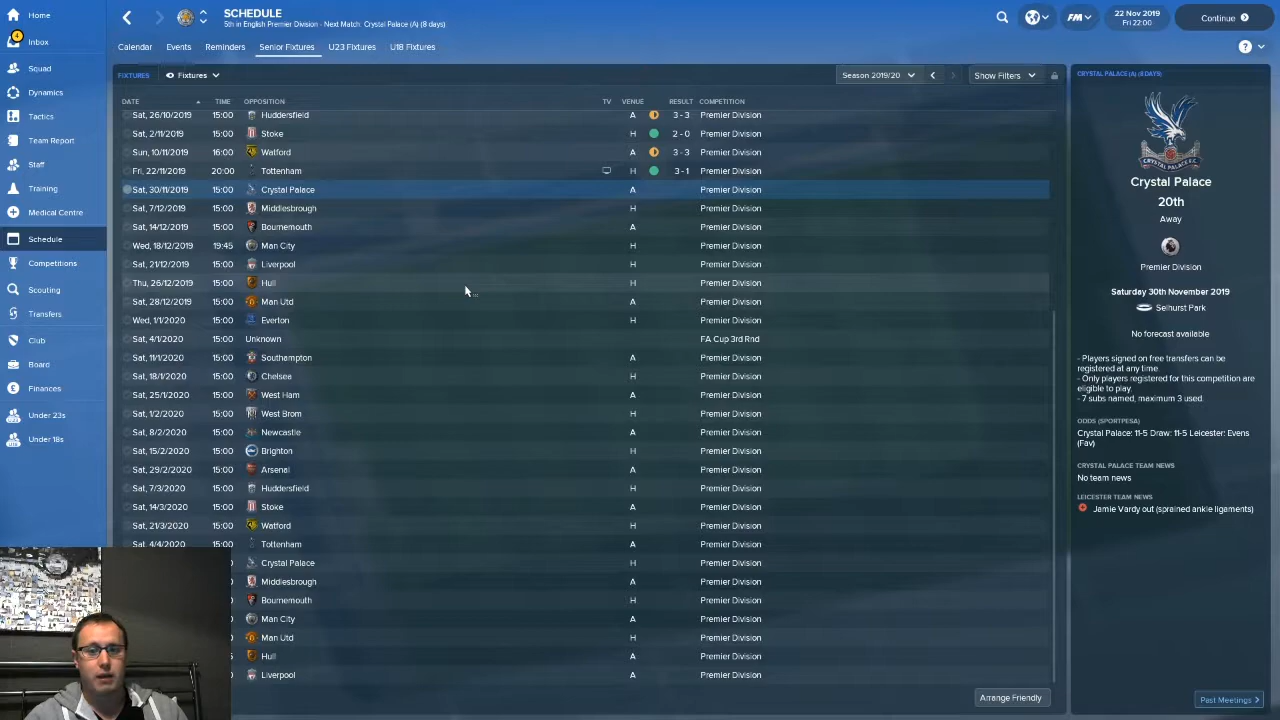 Home
4
Inbox
Squad
Dynamics
Tactics
Team Report
Staff
Training
Medical Centre
Schedule
Competitions
Scouting
Transfers
Club
Board
Finances
Under 23s
Under 18s
SCHEDULE
5th in English Premier Division - Next Match: Crystal Palace (A) (8 days)
FM
22 Nov 2019
Fri 22:00
Continue
Calendar Events Reminders Senior Fixtures U23 Fixtures U18 Fixtures
?
FIXTURES Fixtures Season 2019/20 Show Filters
DATE TIME OPPOSITION TV VENUE RESULT COMPETITION
Sat, 26/10/2019 15:00 Huddersfield A 3 - 3 Premier Division
Sat, 2/11/2019 15:00 Stoke H 2 - 0 Premier Division
Sun, 10/11/2019 16:00 Watford A 3 - 3 Premier Division
Fri, 22/11/2019 20:00 Tottenham H 3 - 1 Premier Division
Sat, 30/11/2019 15:00 Crystal Palace A Premier Division
Sat, 7/12/2019 15:00 Middlesbrough H Premier Division
Sat, 14/12/2019 15:00 Bournemouth A Premier Division
Wed, 18/12/2019 19:45 Man City H Premier Division
Sat, 21/12/2019 15:00 Liverpool H Premier Division
Thu, 26/12/2019 15:00 Hull H Premier Division
Sat, 28/12/2019 15:00 Man Utd A Premier Division
Wed, 1/1/2020 15:00 Everton H Premier Division
Sat, 4/1/2020 15:00 Unknown FA Cup 3rd Rnd
Sat, 11/1/2020 15:00 Southampton A Premier Division
Sat, 18/1/2020 15:00 Chelsea H Premier Division
Sat, 25/1/2020 15:00 West Ham A Premier Division
Sat, 1/2/2020 15:00 West Brom H Premier Division
Sat, 8/2/2020 15:00 Newcastle A Premier Division
Sat, 15/2/2020 15:00 Brighton H Premier Division
Sat, 29/2/2020 15:00 Arsenal A Premier Division
Sat, 7/3/2020 15:00 Huddersfield H Premier Division
Sat, 14/3/2020 15:00 Stoke A Premier Division
Sat, 21/3/2020 15:00 Watford H Premier Division
Sat, 4/4/2020 15:00 Tottenham A Premier Division
Crystal Palace H Premier Division
Middlesbrough A Premier Division
Bournemouth H Premier Division
Man City A Premier Division
Man Utd H Premier Division
Hull A Premier Division
Liverpool A Premier Division
Arrange Friendly
CRYSTAL PALACE (A) (8 DAYS)
CRYSTAL PALACE F.C.
Crystal Palace
20th
Away
Premier Division
Saturday 30th November 2019
Selhurst Park
No forecast available
- Players signed on free transfers can be
registered at any time.
- Only players registered for this competition are
eligible to play.
- 7 subs named, maximum 3 used.
ODDS (SPORTPESA)
Crystal Palace: 11-5 Draw: 11-5 Leicester: Evens
(Fav)
CRYSTAL PALACE TEAM NEWS
No team news
LEICESTER TEAM NEWS
Jamie Vardy out (sprained ankle ligaments)
Past Meetings